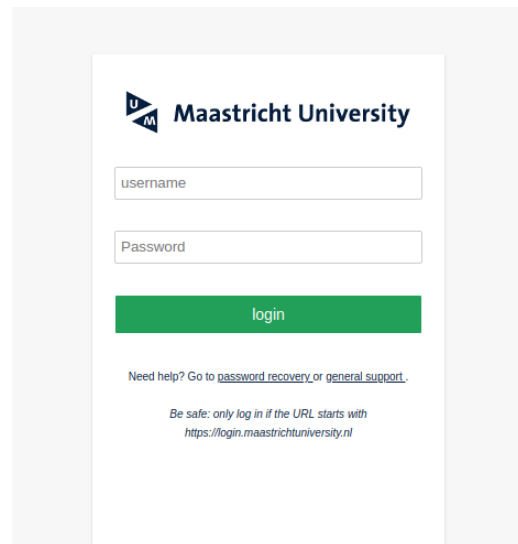 U
M
Maastricht University
username
Password
login
Need help? Go to password recovery or general support .
Be safe: only log in if the URL starts with
https://login.maastrichtuniversity.nl